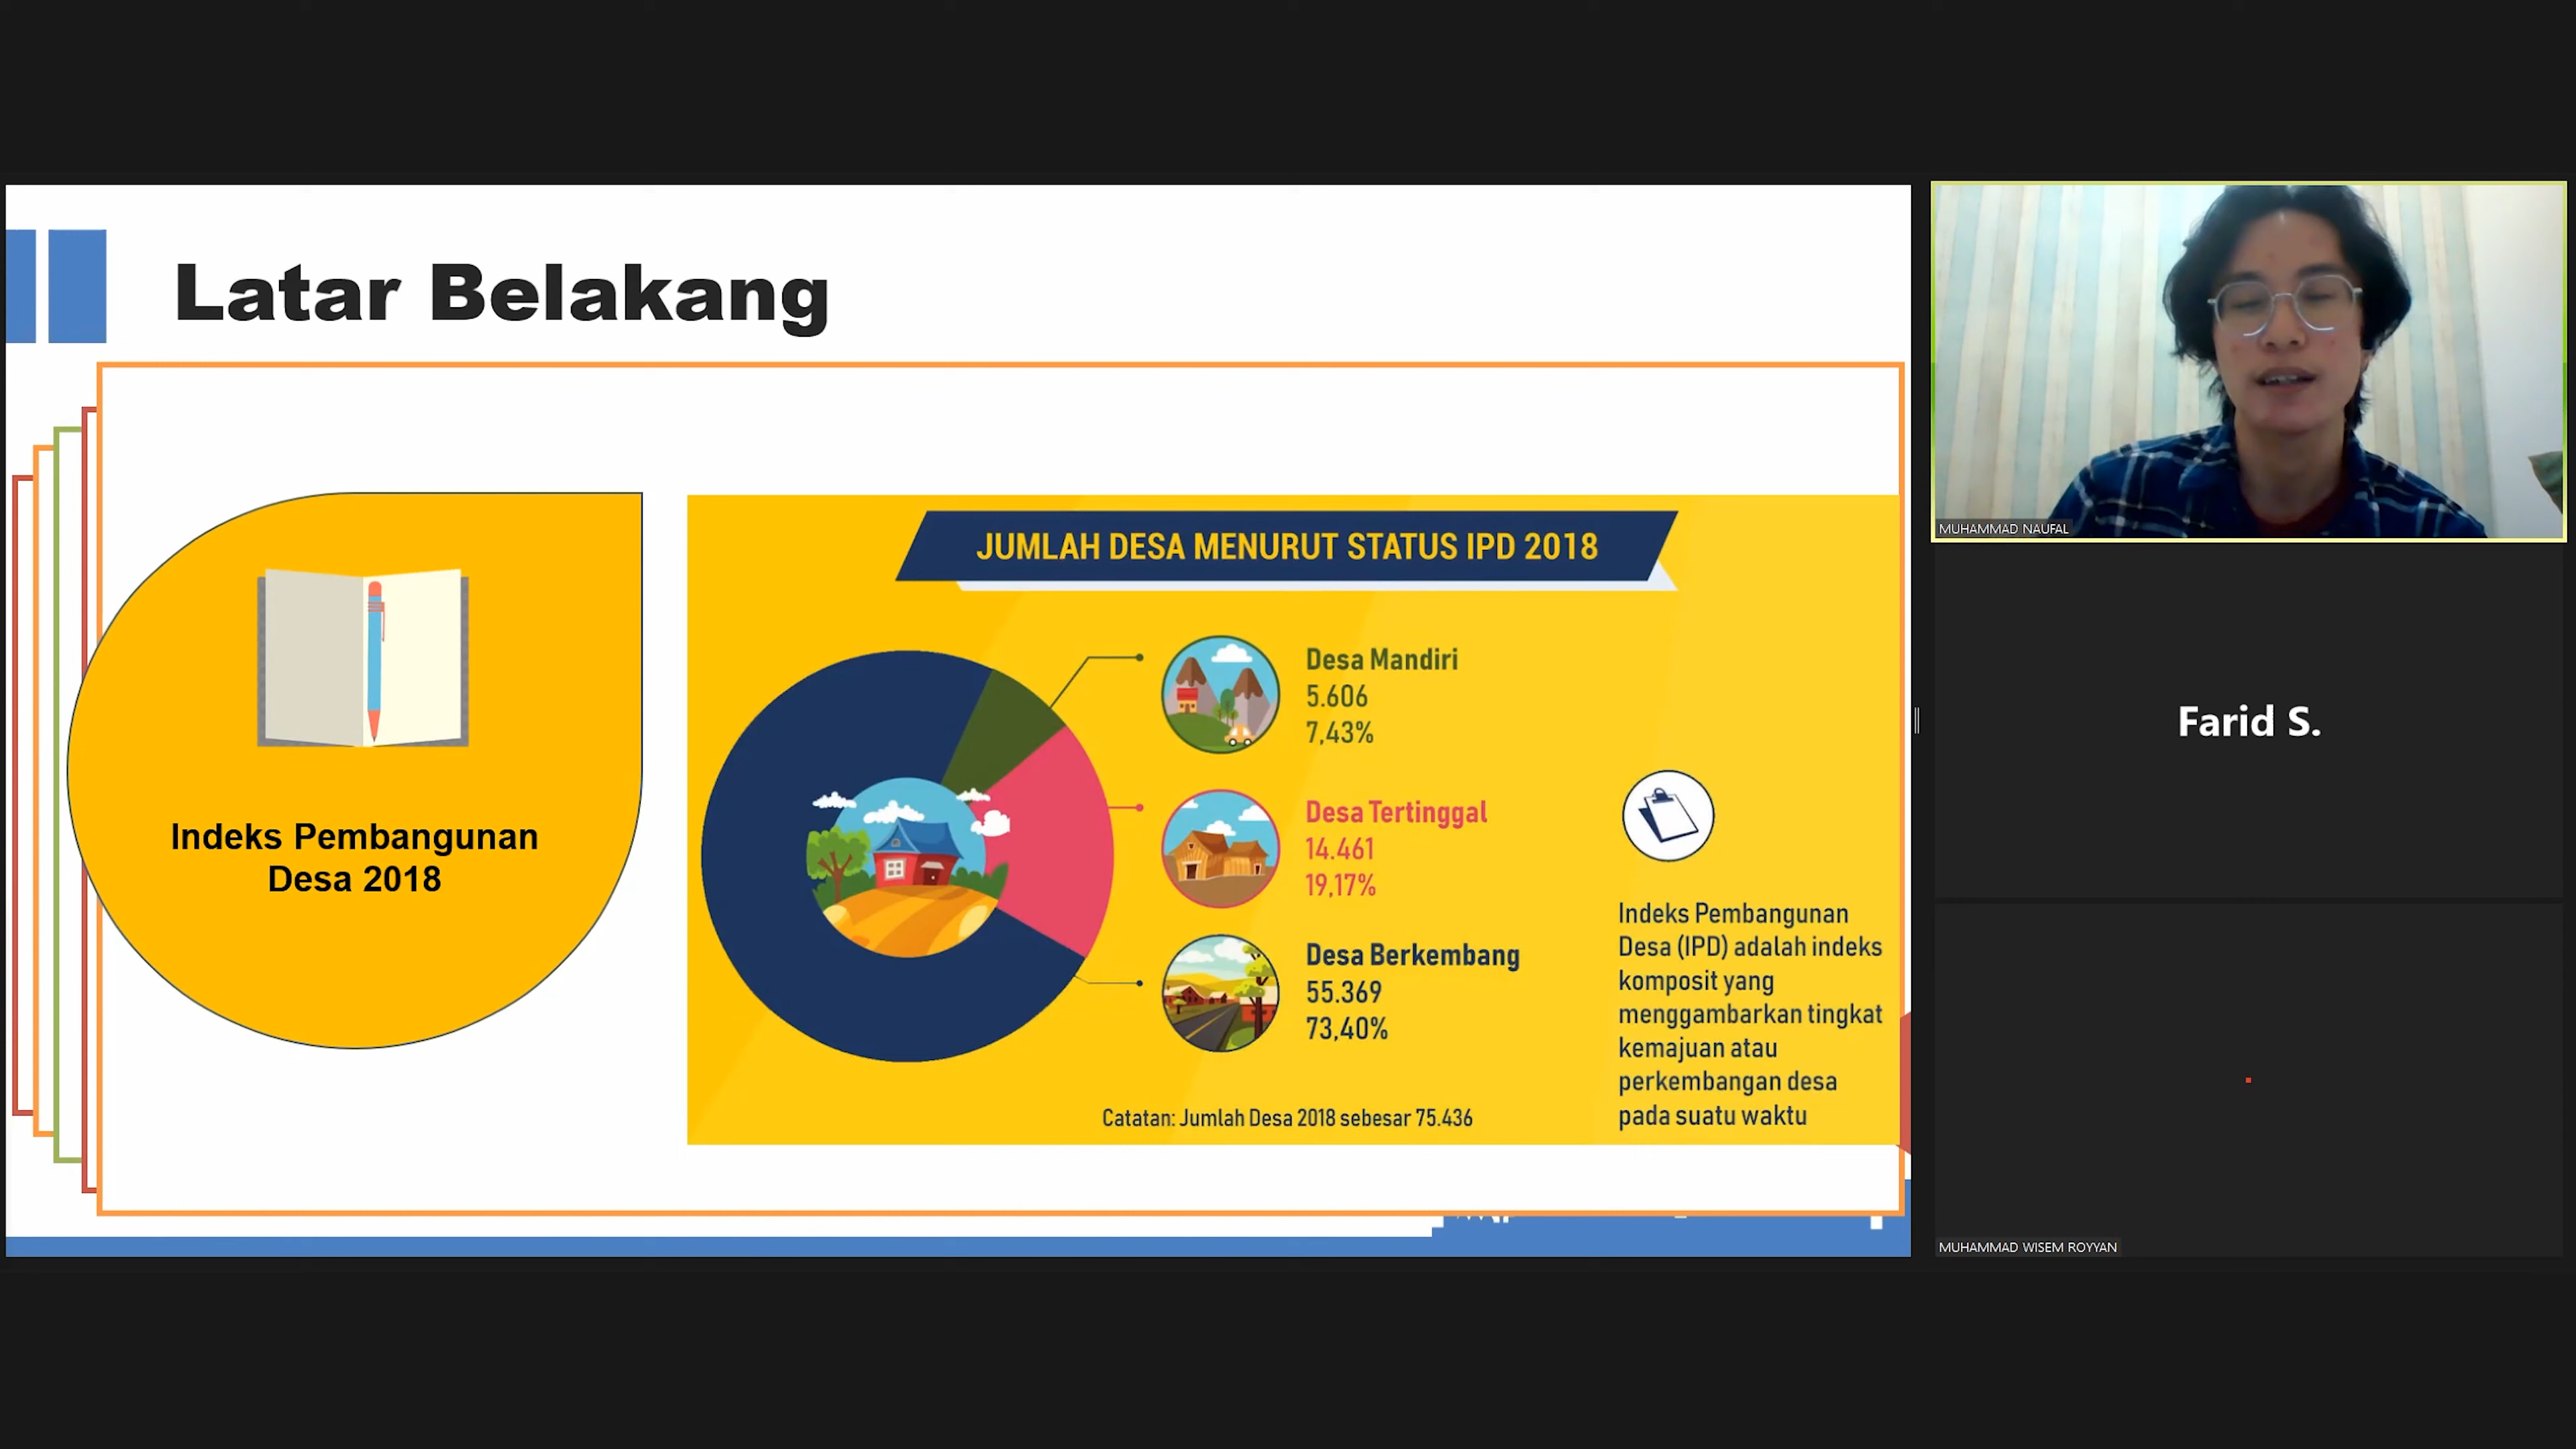 Latar Belakang
Indeks Pembangunan
Desa 2018
JUMLAH DESA MENURUT STATUS IPD 2018
Desa Mandiri
5.606
7,43%
Desa Tertinggal
14.461
19,17%
Desa Berkembang
55.369
73,40%
Catatan: Jumlah Desa 2018 sebesar 75.436
Indeks Pembangunan
Desa (IPD) adalah indeks
komposit yang
menggambarkan tingkat
kemajuan atau
perkembangan desa
pada suatu waktu
MUHAMMAD NAUFAL
Farid S.
MUHAMMAD WISEM ROYYAN